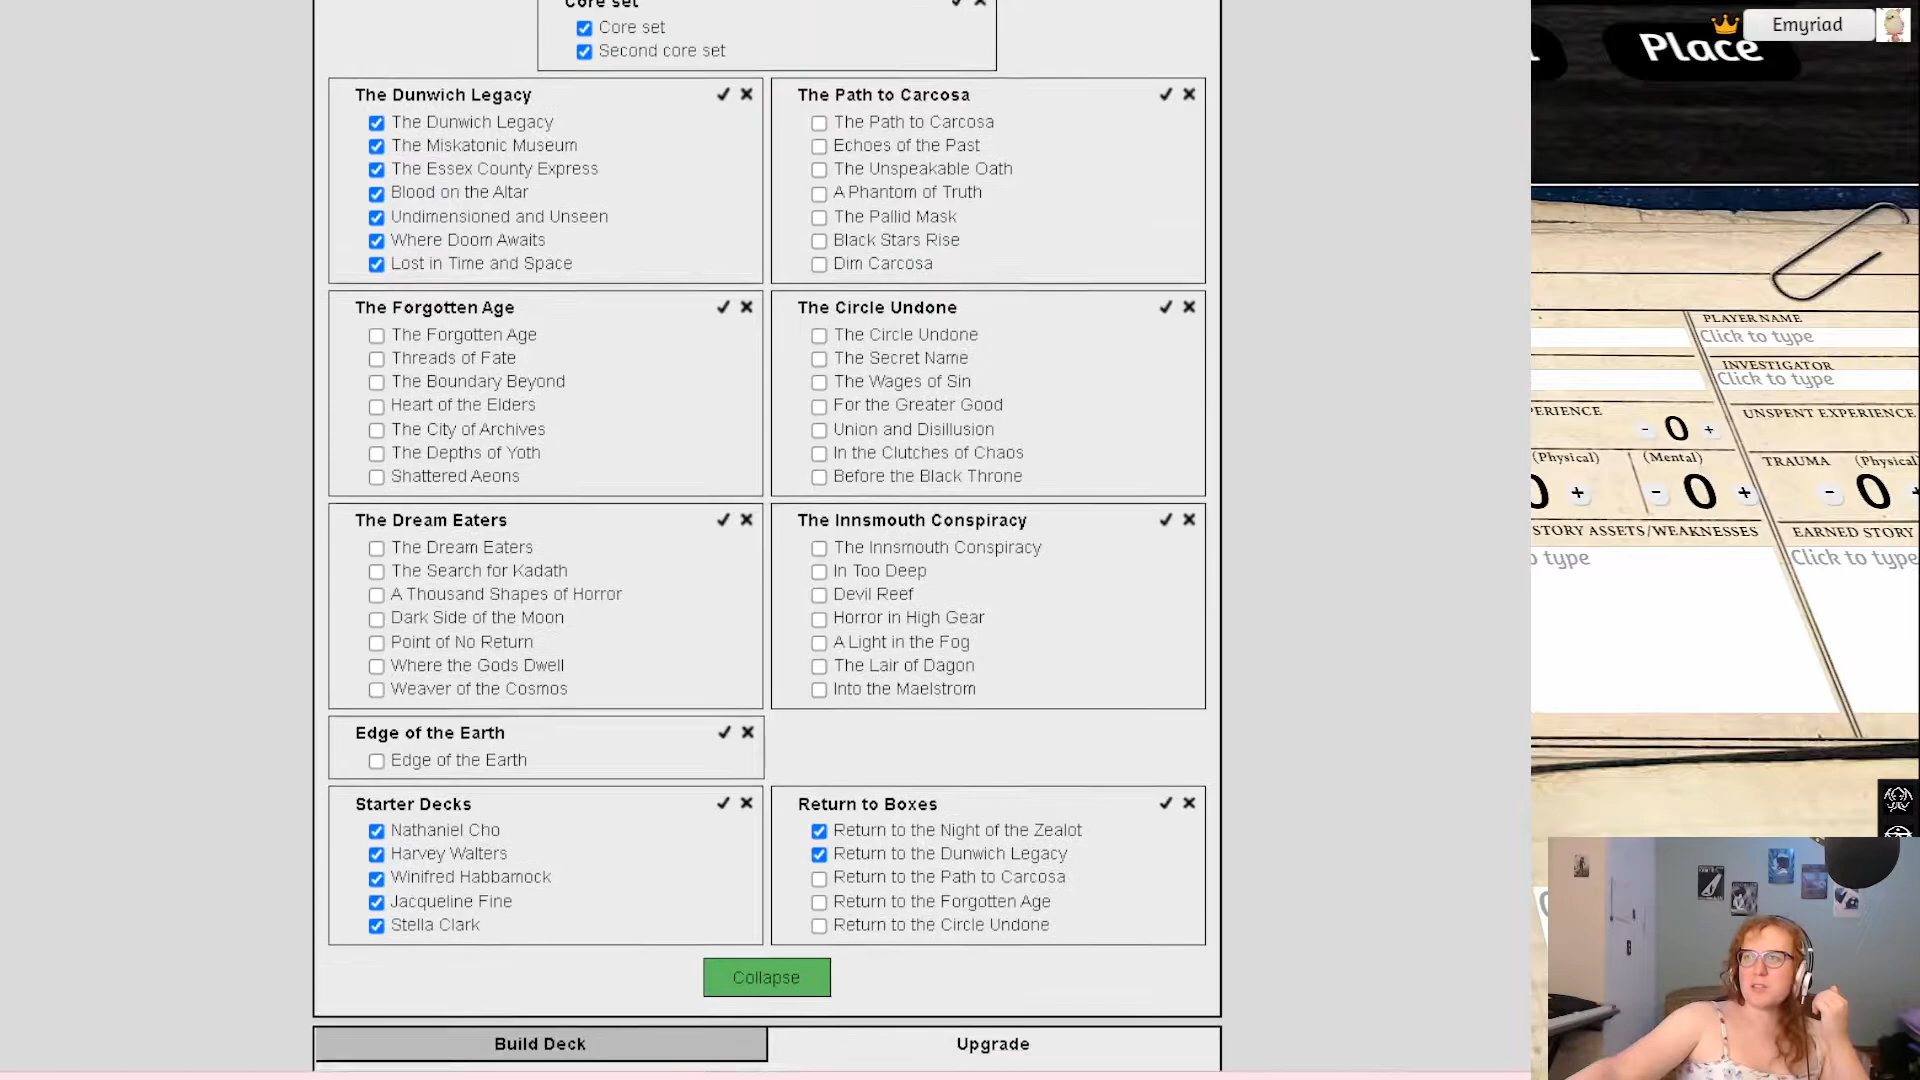 Core set
Core set
Second core set
The Dunwich Legacy
The Dunwich Legacy
The Miskatonic Museum
The Essex County Express
Blood on the Altar
Undimensioned and Unseen
Where Doom Awaits
Lost in Time and Space
The Path to Carcosa
The Path to Carcosa
Echoes of the Past
The Unspeakable Oath
A Phantom of Truth
The Pallid Mask
Black Stars Rise
Dim Carcosa
The Forgotten Age
The Forgotten Age
Threads of Fate
The Boundary Beyond
Heart of the Elders
The City of Archives
The Depths of Yoth
Shattered Aeons
The Circle Undone
The Circle Undone
The Secret Name
The Wages of Sin
For the Greater Good
Union and Disillusion
In the Clutches of Chaos
Before the Black Throne
The Dream Eaters
The Dream Eaters
The Search for Kadath
A Thousand Shapes of Horror
Dark Side of the Moon
Point of No Return
Where the Gods Dwell
Weaver of the Cosmos
The Innsmouth Conspiracy
The Innsmouth Conspiracy
In Too Deep
Devil Reef
Horror in High Gear
A Light in the Fog
The Lair of Dagon
Into the Maelstrom
Edge of the Earth
Edge of the Earth
Starter Decks
Nathaniel Cho
Harvey Walters
Winifred Habbamock
Jacqueline Fine
Stella Clark
Return to Boxes
Return to the Night of the Zealot
Return to the Dunwich Legacy
Return to the Path to Carcosa
Return to the Forgotten Age
Return to the Circle Undone
Collapse
Build Deck
Upgrade
Emyriad
Place
PLAYER NAME
Click to type
INVESTIGATOR
Click to type
PERIENCE
- 0 +
UNSPENT EXPERIENCE
(Physical)
(Mental)
TRAUMA
(Physical
0 +
- 0 +
- 0 +
STORY ASSETS/WEAKNESSES
EARNED STORY
o type
Click to type